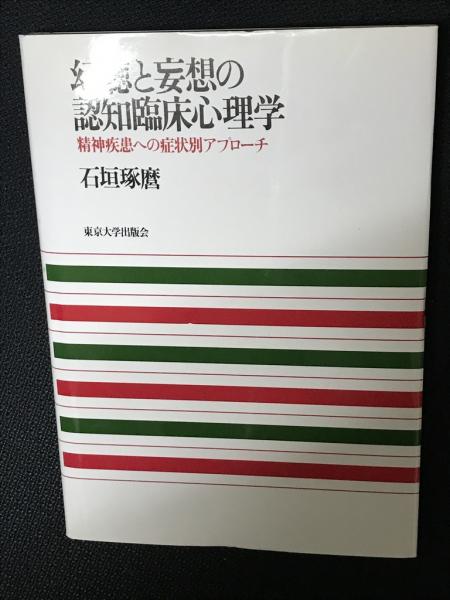 幻聴と妄想の
認知臨床心理学
精神疾患への症状別アプローチ
石垣琢麿
東京大学出版会